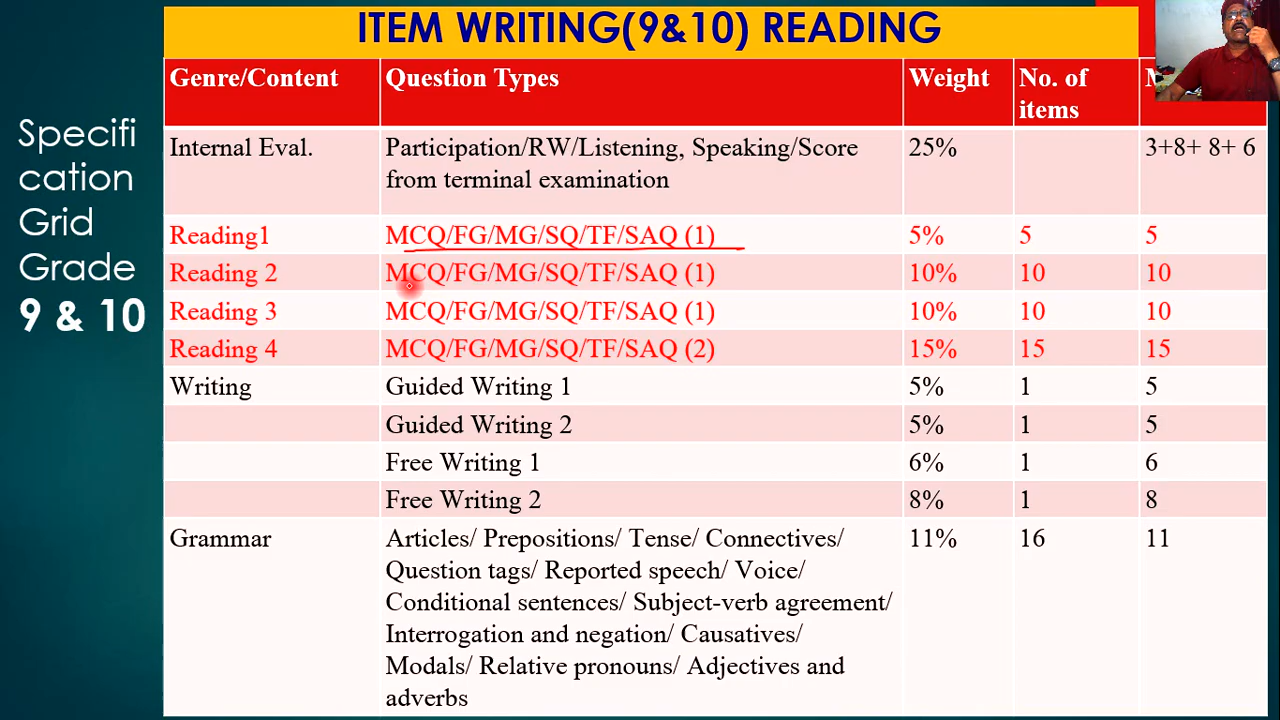 ITEM WRITING(9&10) READING
Specifi
cation
Grid
Grade
9 & 10
Genre/Content Question Types Weight No. of
items
Internal Eval. Participation/RW/Listening, Speaking/Score 25% 3+8+ 8+ 6
from terminal examination
Reading1 MCQ/FG/MG/SQ/TF/SAQ (1) 5% 5 5
Reading 2 MCQ/FG/MG/SQ/TF/SAQ (1) 10% 10 10
Reading 3 MCQ/FG/MG/SQ/TF/SAQ (1) 10% 10 10
Reading 4 MCQ/FG/MG/SQ/TF/SAQ (2) 15% 15 15
Writing Guided Writing 1 5% 1 5
Guided Writing 2 5% 1 5
Free Writing 1 6% 1 6
Free Writing 2 8% 1 8
Grammar Articles/ Prepositions/ Tense/ Connectives/ 11% 16 11
Question tags/ Reported speech/ Voice/
Conditional sentences/ Subject-verb agreement/
Interrogation and negation/ Causatives/
Modals/ Relative pronouns/ Adjectives and
adverbs